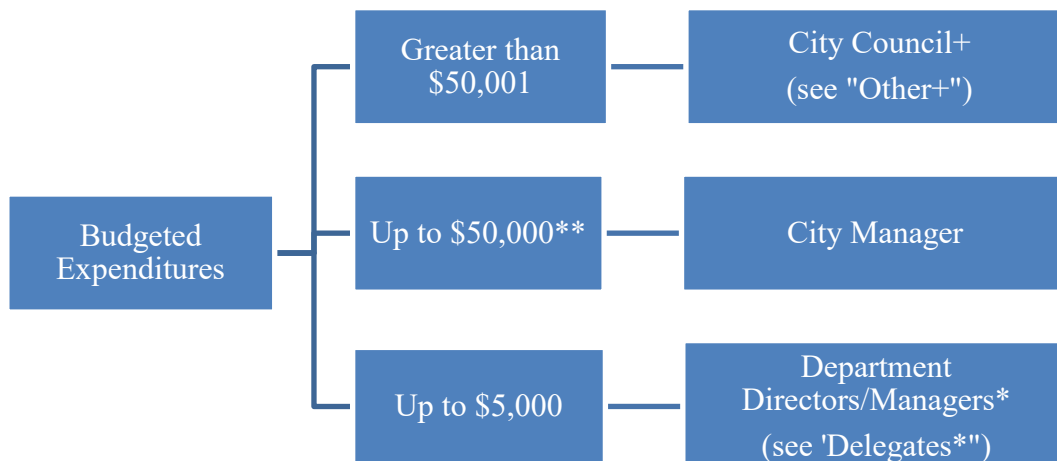 Greater than
$50,001
City Council+
(see "Other+")
Budgeted
Expenditures
Up to $50,000**
City Manager
Up to $5,000
Department
Directors/Managers*
(see 'Delegates*")